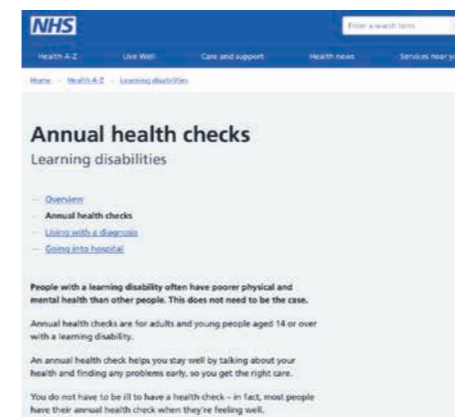 NHS
Enter a search term
Health A-Z Live Well Care and support Health news Services near
Home Health A-Z Learning disabilities
Annual health checks
Learning disabilities
— Overview
Annual health checks
— Living with a diagnosis
— Going into hospital
People with a learning disability often have poorer physical and
mental health than other people. This does not need to be the case.
Annual health checks are for adults and young people aged 14 or over
with a learning disability.
An annual health check helps you stay well by talking about your
health and finding any problems early, so you get the right care.
You do not have to be ill to have a health check – in fact, most people
have their annual health check when they're feeling well.